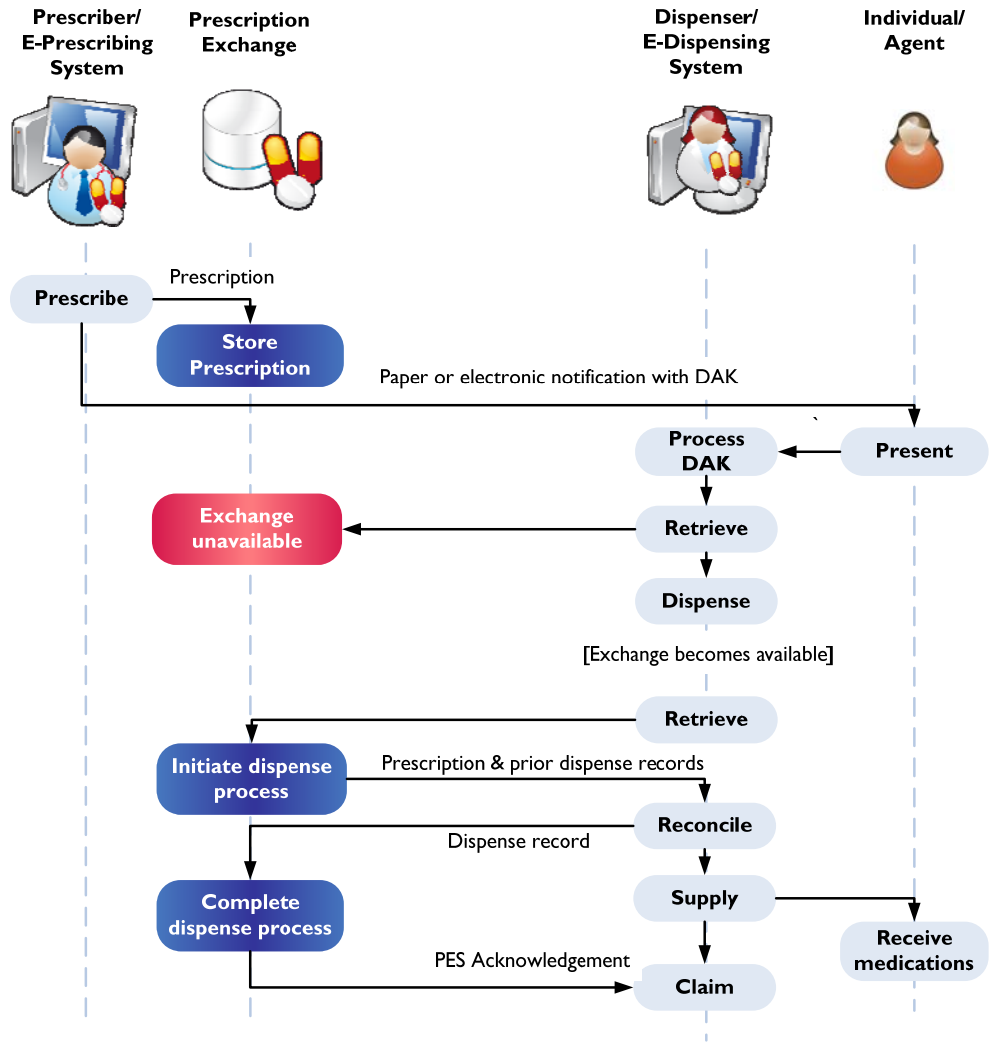 Prescriber/
E-Prescribing
System
Prescription
Exchange
Dispenser/
E-Dispensing
System
Individual/
Agent
Prescription
Prescribe
Store
Prescription
Paper or electronic notification with DAK
`
Process
DAK
Present
Exchange
unavailable
Retrieve
Dispense
[Exchange becomes available]
Retrieve
Initiate dispense
process
Prescription & prior dispense records
Reconcile
Dispense record
Complete
dispense process
Supply
Receive
medications
PES Acknowledgement
Claim